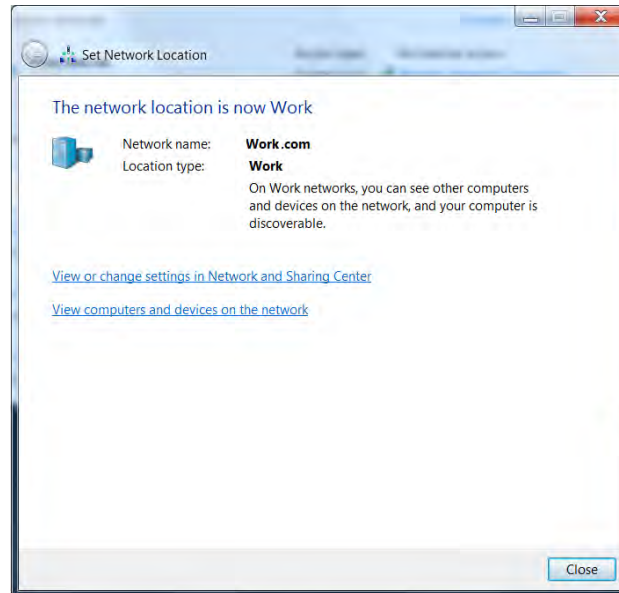 Set Network Location
The network location is now Work
Network name: Work.com
Location type: Work
On Work networks, you can see other computers
and devices on the network, and your computer is
discoverable.
View or change settings in Network and Sharing Center
View computers and devices on the network
Close